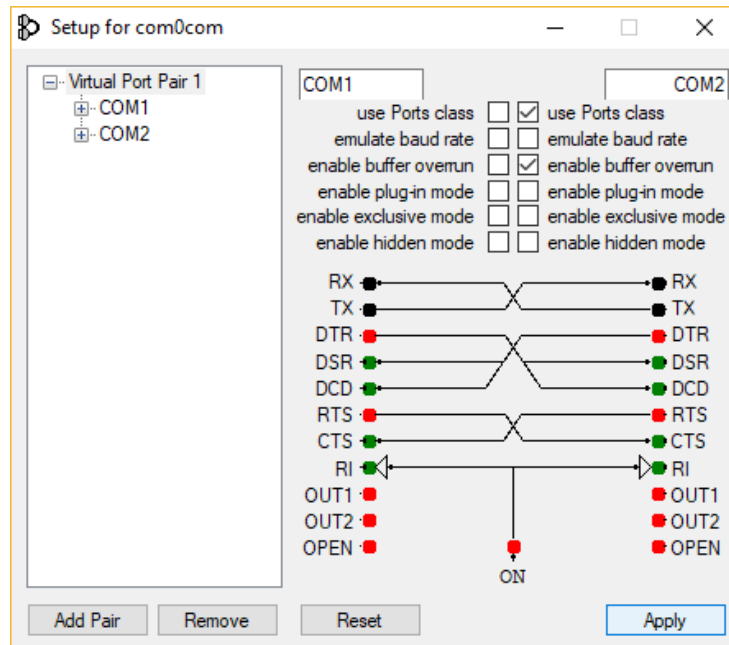 Setup for com0com
Virtual Port Pair 1
COM1
COM2
COM1 COM2
use Ports class use Ports class
emulate baud rate emulate baud rate
enable buffer overrun enable buffer overrun
enable plug-in mode enable plug-in mode
enable exclusive mode enable exclusive mode
enable hidden mode enable hidden mode
RX RX
TX TX
DTR DTR
DSR DSR
DCD DCD
RTS RTS
CTS CTS
RI RI
OUT1 OUT1
OUT2 OUT2
OPEN OPEN
ON
Add Pair Remove Reset Apply